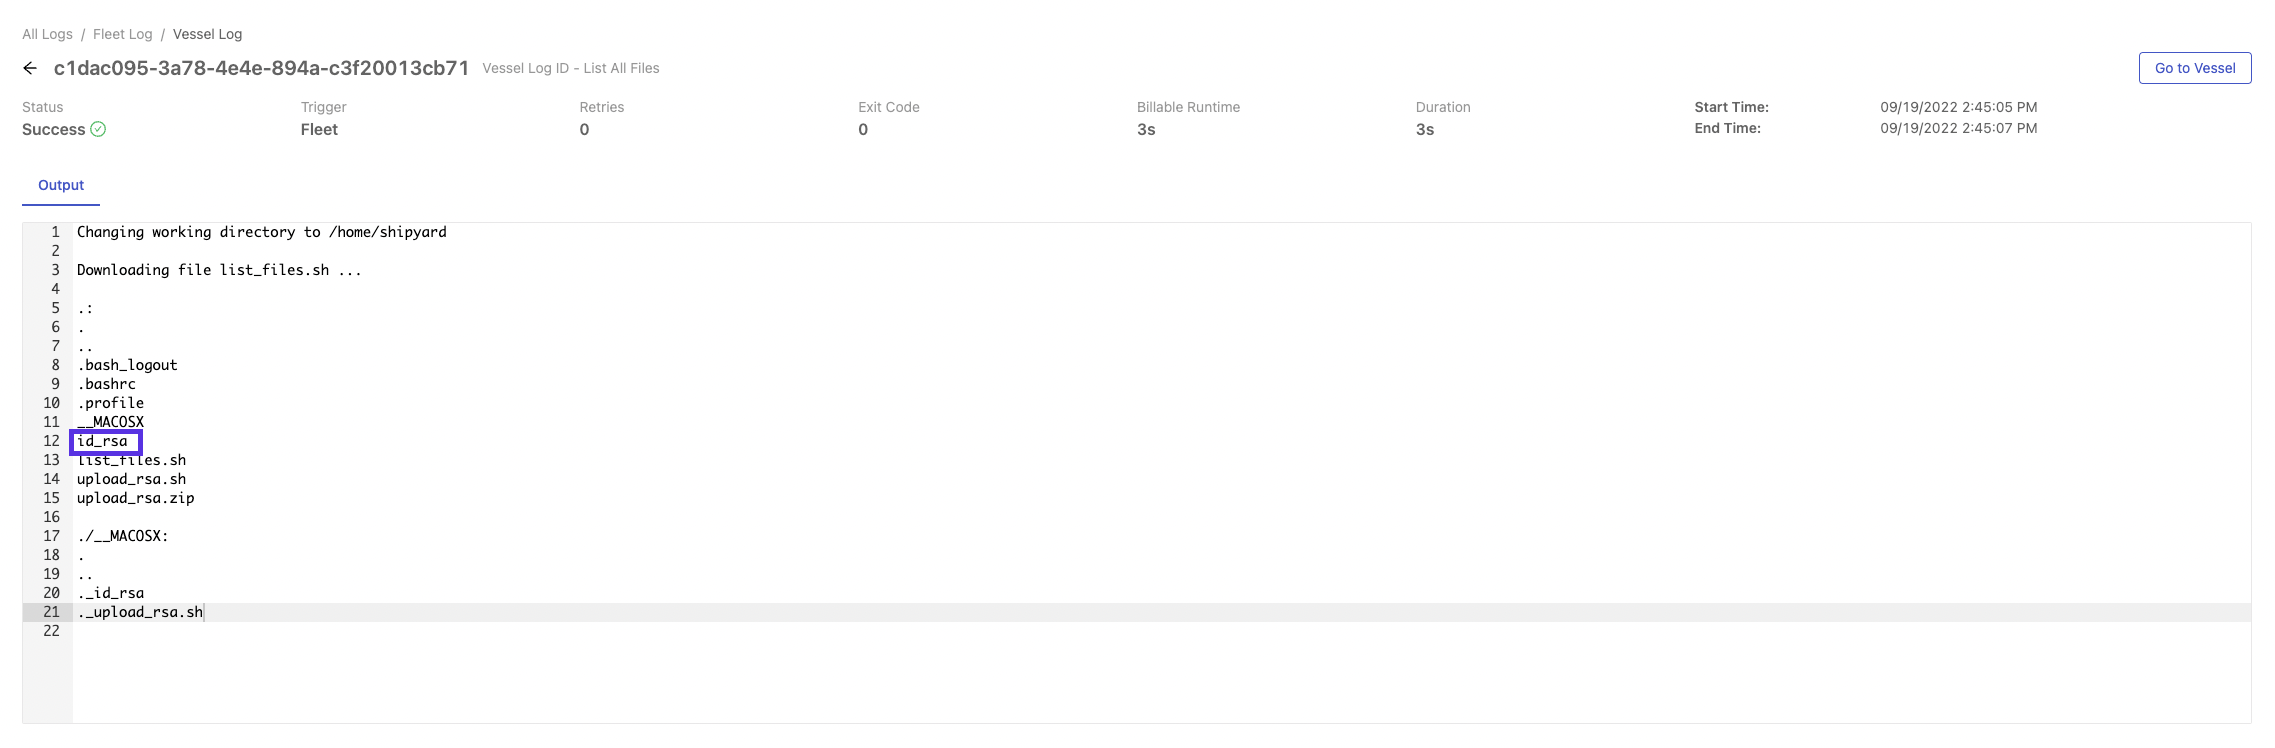 All Logs / Fleet Log / Vessel Log
c1dac095-3a78-4e4e-894a-c3f20013cb71 Vessel Log ID - List All Files
Go to Vessel
Status Trigger Retries Exit Code Billable Runtime Duration Start Time: 09/19/2022 2:45:05 PM
Success Fleet 0 0 3s 3s End Time: 09/19/2022 2:45:07 PM
Output
1 Changing working directory to /home/shipyard
2
3 Downloading file list_files.sh ...
4
5 .:
6 .
7 ..
8 .bash_logout
9 .bashrc
10 .profile
11 __MACOSX
12 id_rsa
13 list_files.sh
14 upload_rsa.sh
15 upload_rsa.zip
16
17 ./__MACOSX:
18 .
19 ..
20 ._id_rsa
21 ._upload_rsa.sh
22